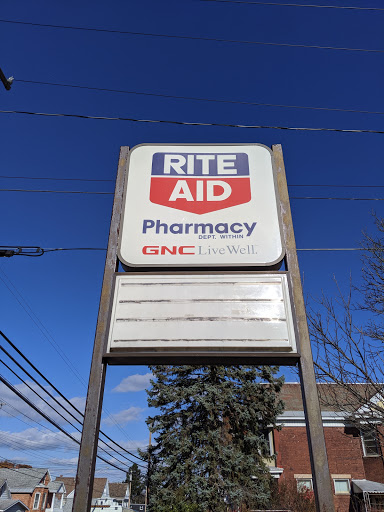 RITE
AID
Pharmacy
DEPT. WITHIN
GNC LiveWell.